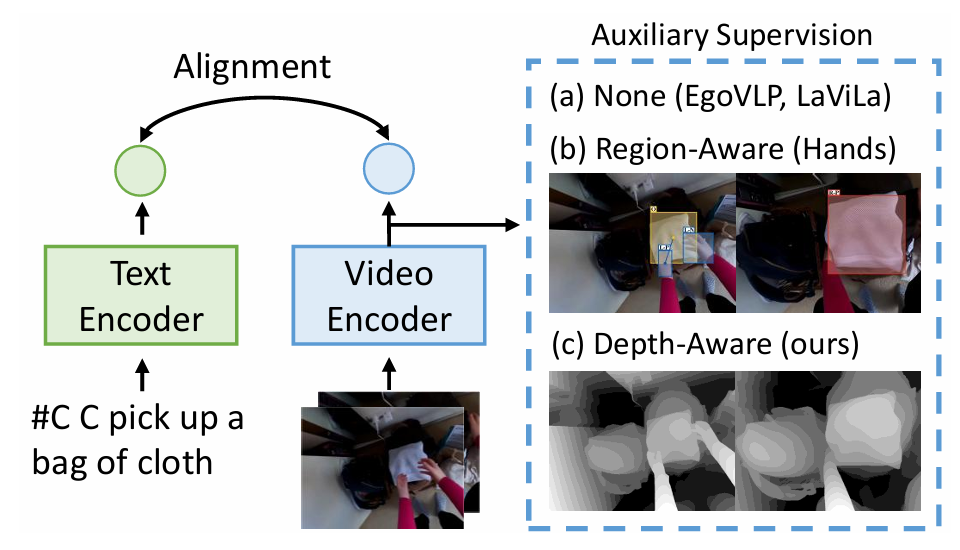 Auxiliary Supervision
Alignment
(a) None (EgoVLP, LaViLa)
(b) Region-Aware (Hands)
Text
Encoder
Video
Encoder
(c) Depth-Aware (ours)
#C C pick up a
bag of cloth